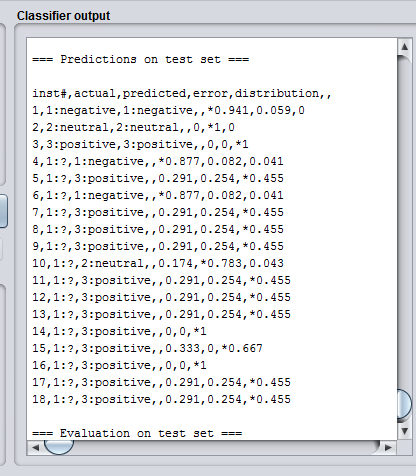 Classifier output
=== Predictions on test set ===
inst#,actual,predicted,error,distribution,,
1,1:negative,1:negative,,*0.941,0.059,0
2,2:neutral,2:neutral,,0,*1,0
3,3:positive,3:positive,,0,0,*1
4,1:?,1:negative,,*0.877,0.082,0.041
5,1:?,3:positive,,0.291,0.254,*0.455
6,1:?,1:negative,,*0.877,0.082,0.041
7,1:?,3:positive,,0.291,0.254,*0.455
8,1:?,3:positive,,0.291,0.254,*0.455
9,1:?,3:positive,,0.291,0.254,*0.455
10,1:?,2:neutral,,0.174,*0.783,0.043
11,1:?,3:positive,,0.291,0.254,*0.455
12,1:?,3:positive,,0.291,0.254,*0.455
13,1:?,3:positive,,0.291,0.254,*0.455
14,1:?,3:positive,,0,0,*1
15,1:?,3:positive,,0.333,0,*0.667
16,1:?,3:positive,,0,0,*1
17,1:?,3:positive,,0.291,0.254,*0.455
18,1:?,3:positive,,0.291,0.254,*0.455
=== Evaluation on test set ===